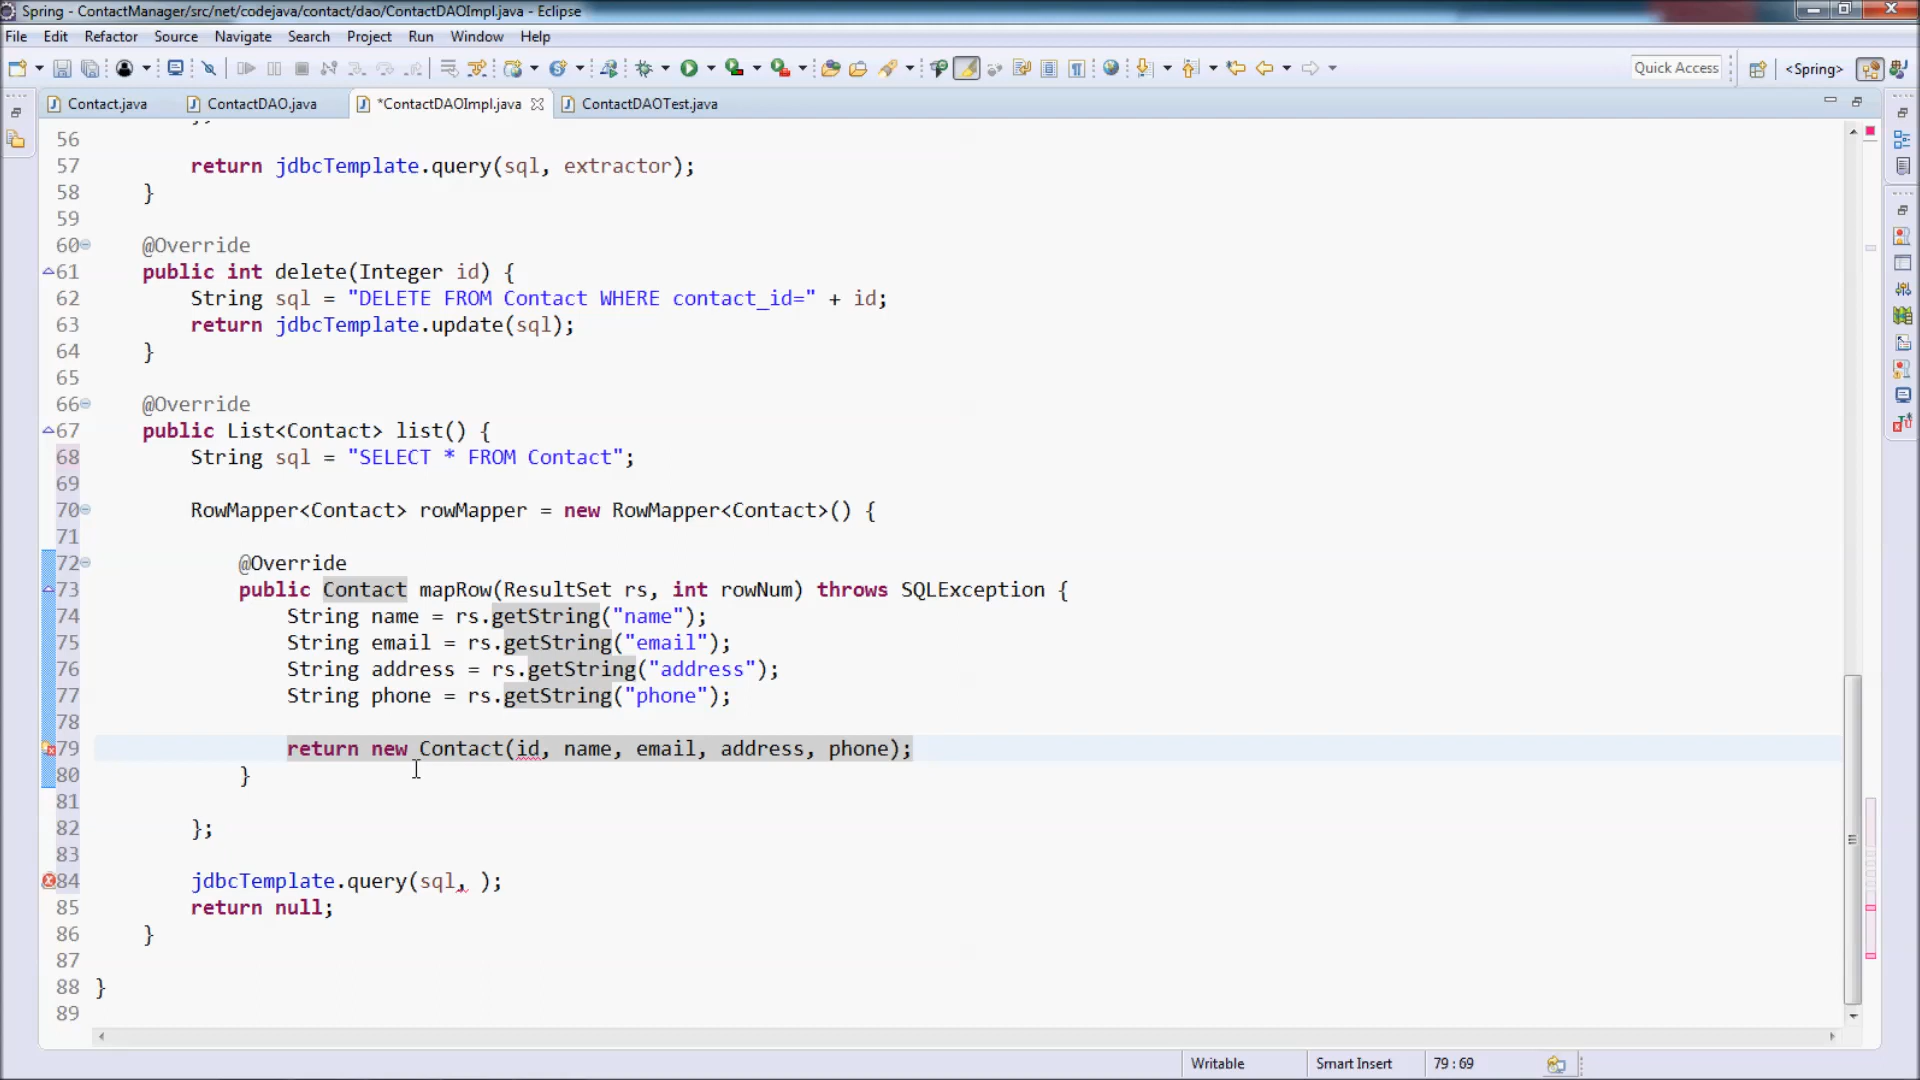 Spring - ContactManager/src/net/codejava/contact/dao/ContactDAOImpl.java - Eclipse
File Edit Refactor Source Navigate Search Project Run Window Help
Quick Access <Spring>
Contact.java ContactDAO.java *ContactDAOImpl.java ContactDAOTest.java
56
57 return jdbcTemplate.query(sql, extractor);
58 }
59
60 @Override
61 public int delete(Integer id) {
62 String sql = "DELETE FROM Contact WHERE contact_id=" + id;
63 return jdbcTemplate.update(sql);
64 }
65
66 @Override
67 public List<Contact> list() {
68 String sql = "SELECT * FROM Contact";
69
70 RowMapper<Contact> rowMapper = new RowMapper<Contact>() {
71
72 @Override
73 public Contact mapRow(ResultSet rs, int rowNum) throws SQLException {
74 String name = rs.getString("name");
75 String email = rs.getString("email");
76 String address = rs.getString("address");
77 String phone = rs.getString("phone");
78
79 return new Contact(id, name, email, address, phone);
80 }
81
82 };
83
84 jdbcTemplate.query(sql, );
85 return null;
86 }
87
88 }
89
Writable Smart Insert 79 : 69